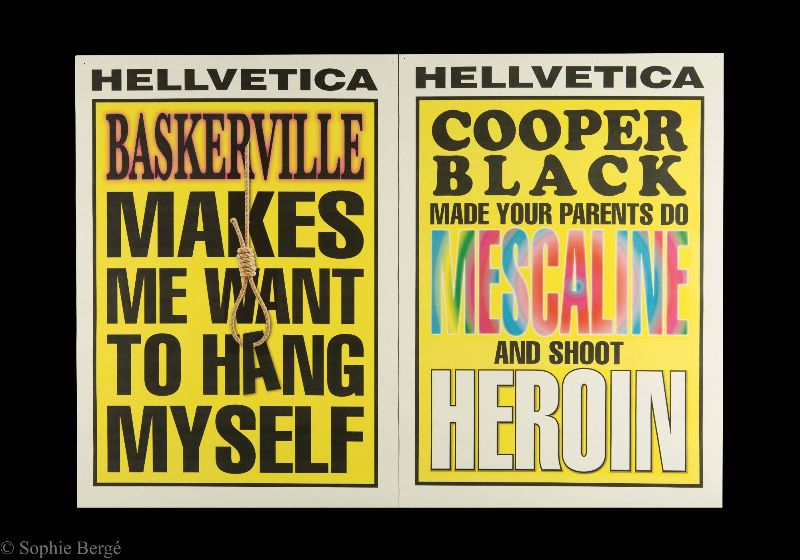 HELLVETICA
BASKERVILLE
MAKES
ME WANT
TO HANG
MYSELF
HELLVETICA
COOPER
BLACK
MADE YOUR PARENTS DO
MESCALINE
AND SHOOT
HEROIN
© Sophie Bergé